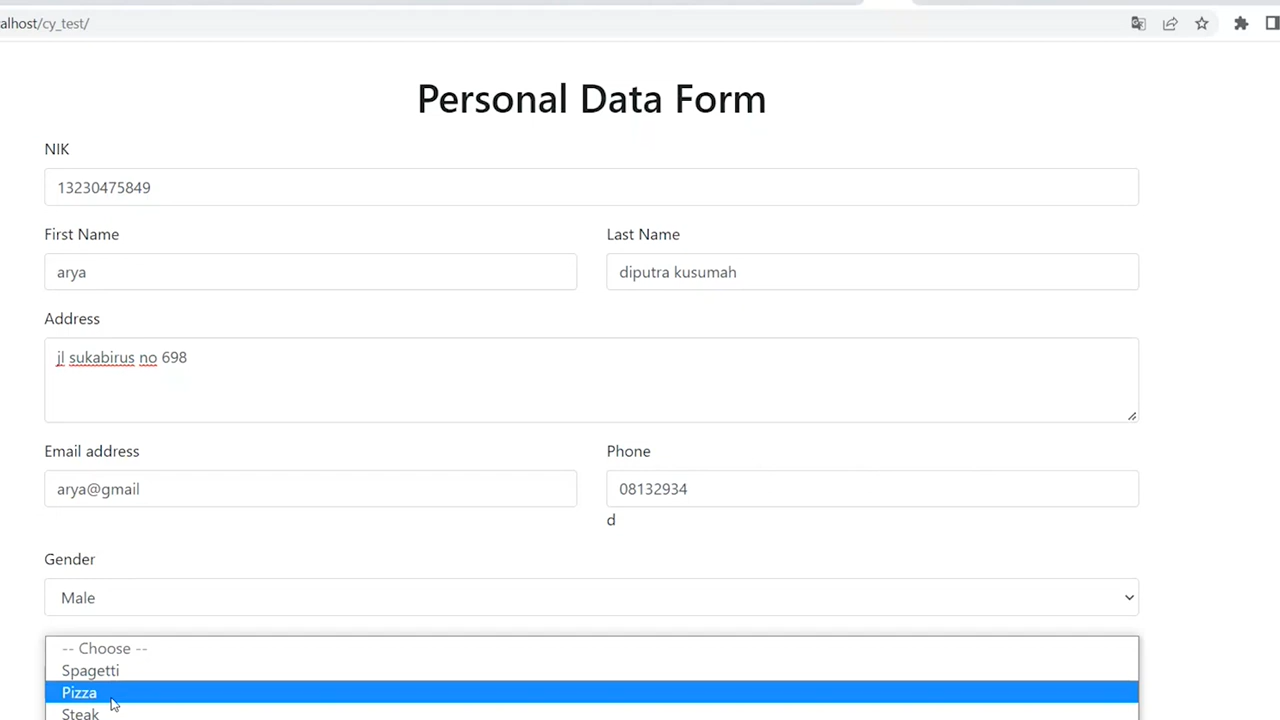 alhost/cy_test/
Personal Data Form
NIK
13230475849
First Name
Last Name
arya
diputra kusumah
Address
jl sukabirus no 698
Email address
Phone
arya@gmail
08132934
d
Gender
Male
-- Choose --
Spagetti
Pizza
Steak